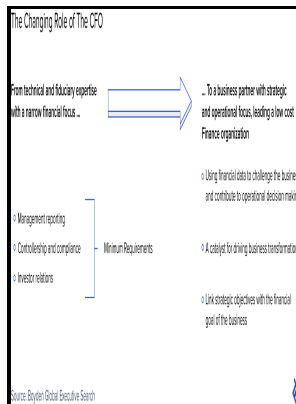 The Changing Role of The CFO
From technical and fiduciary expertise
with a narrow financial focus ...
... To a business partner with strategic
and operational focus, leading a low cost
Finance organization
Using financial data to challenge the
and contribute to operational decision
Management reporting
Controllership and compliance
Investor relations
Minimum Requirements
A catalyst for driving business
Link strategic objectives with the financial
goal of the business
Source: Boyden Global Executive Search